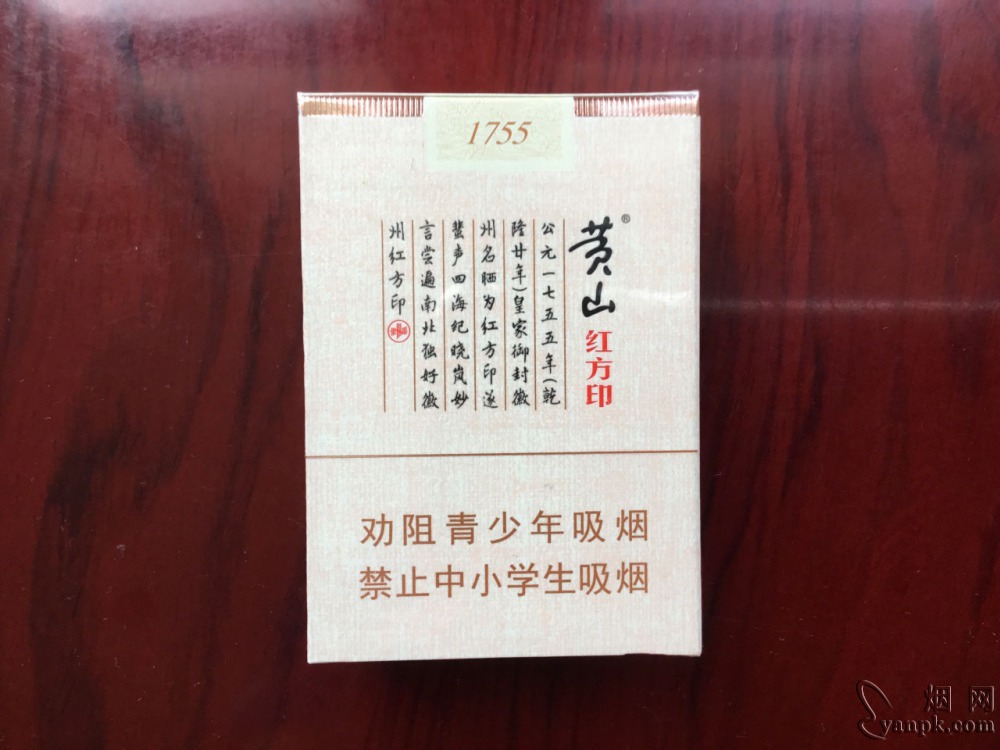 1755
黄山®
红方印
公元一七五五年(乾
隆廿年)皇家御封徽
州名晒为红方印遂
蜚声四海纪晓岚妙
言尝遍南北独好徽
州红方印
劝阻青少年吸烟
禁止中小学生吸烟
烟网
yanpk.com